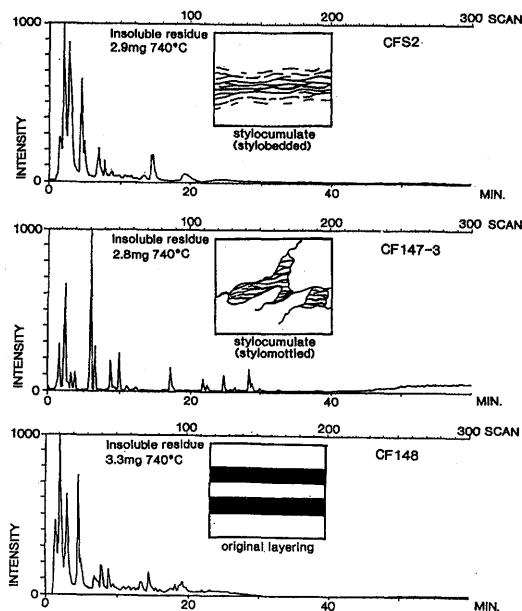 100 200 300 SCAN
1000
Insoluble residue
2.9mg 740°C
CFS2
INTENSITY
stylocumulate
(stylobedded)
0
0 20 40 MIN.
100 200 300 SCAN
1000
Insoluble residue
2.8mg 740°C
CF147-3
INTENSITY
stylocumulate
(stylomottled)
0
0 20 40 MIN.
100 200 300 SCAN
1000
Insoluble residue
3.3mg 740°C
CF148
INTENSITY
original layering
0
0 20 40 MIN.